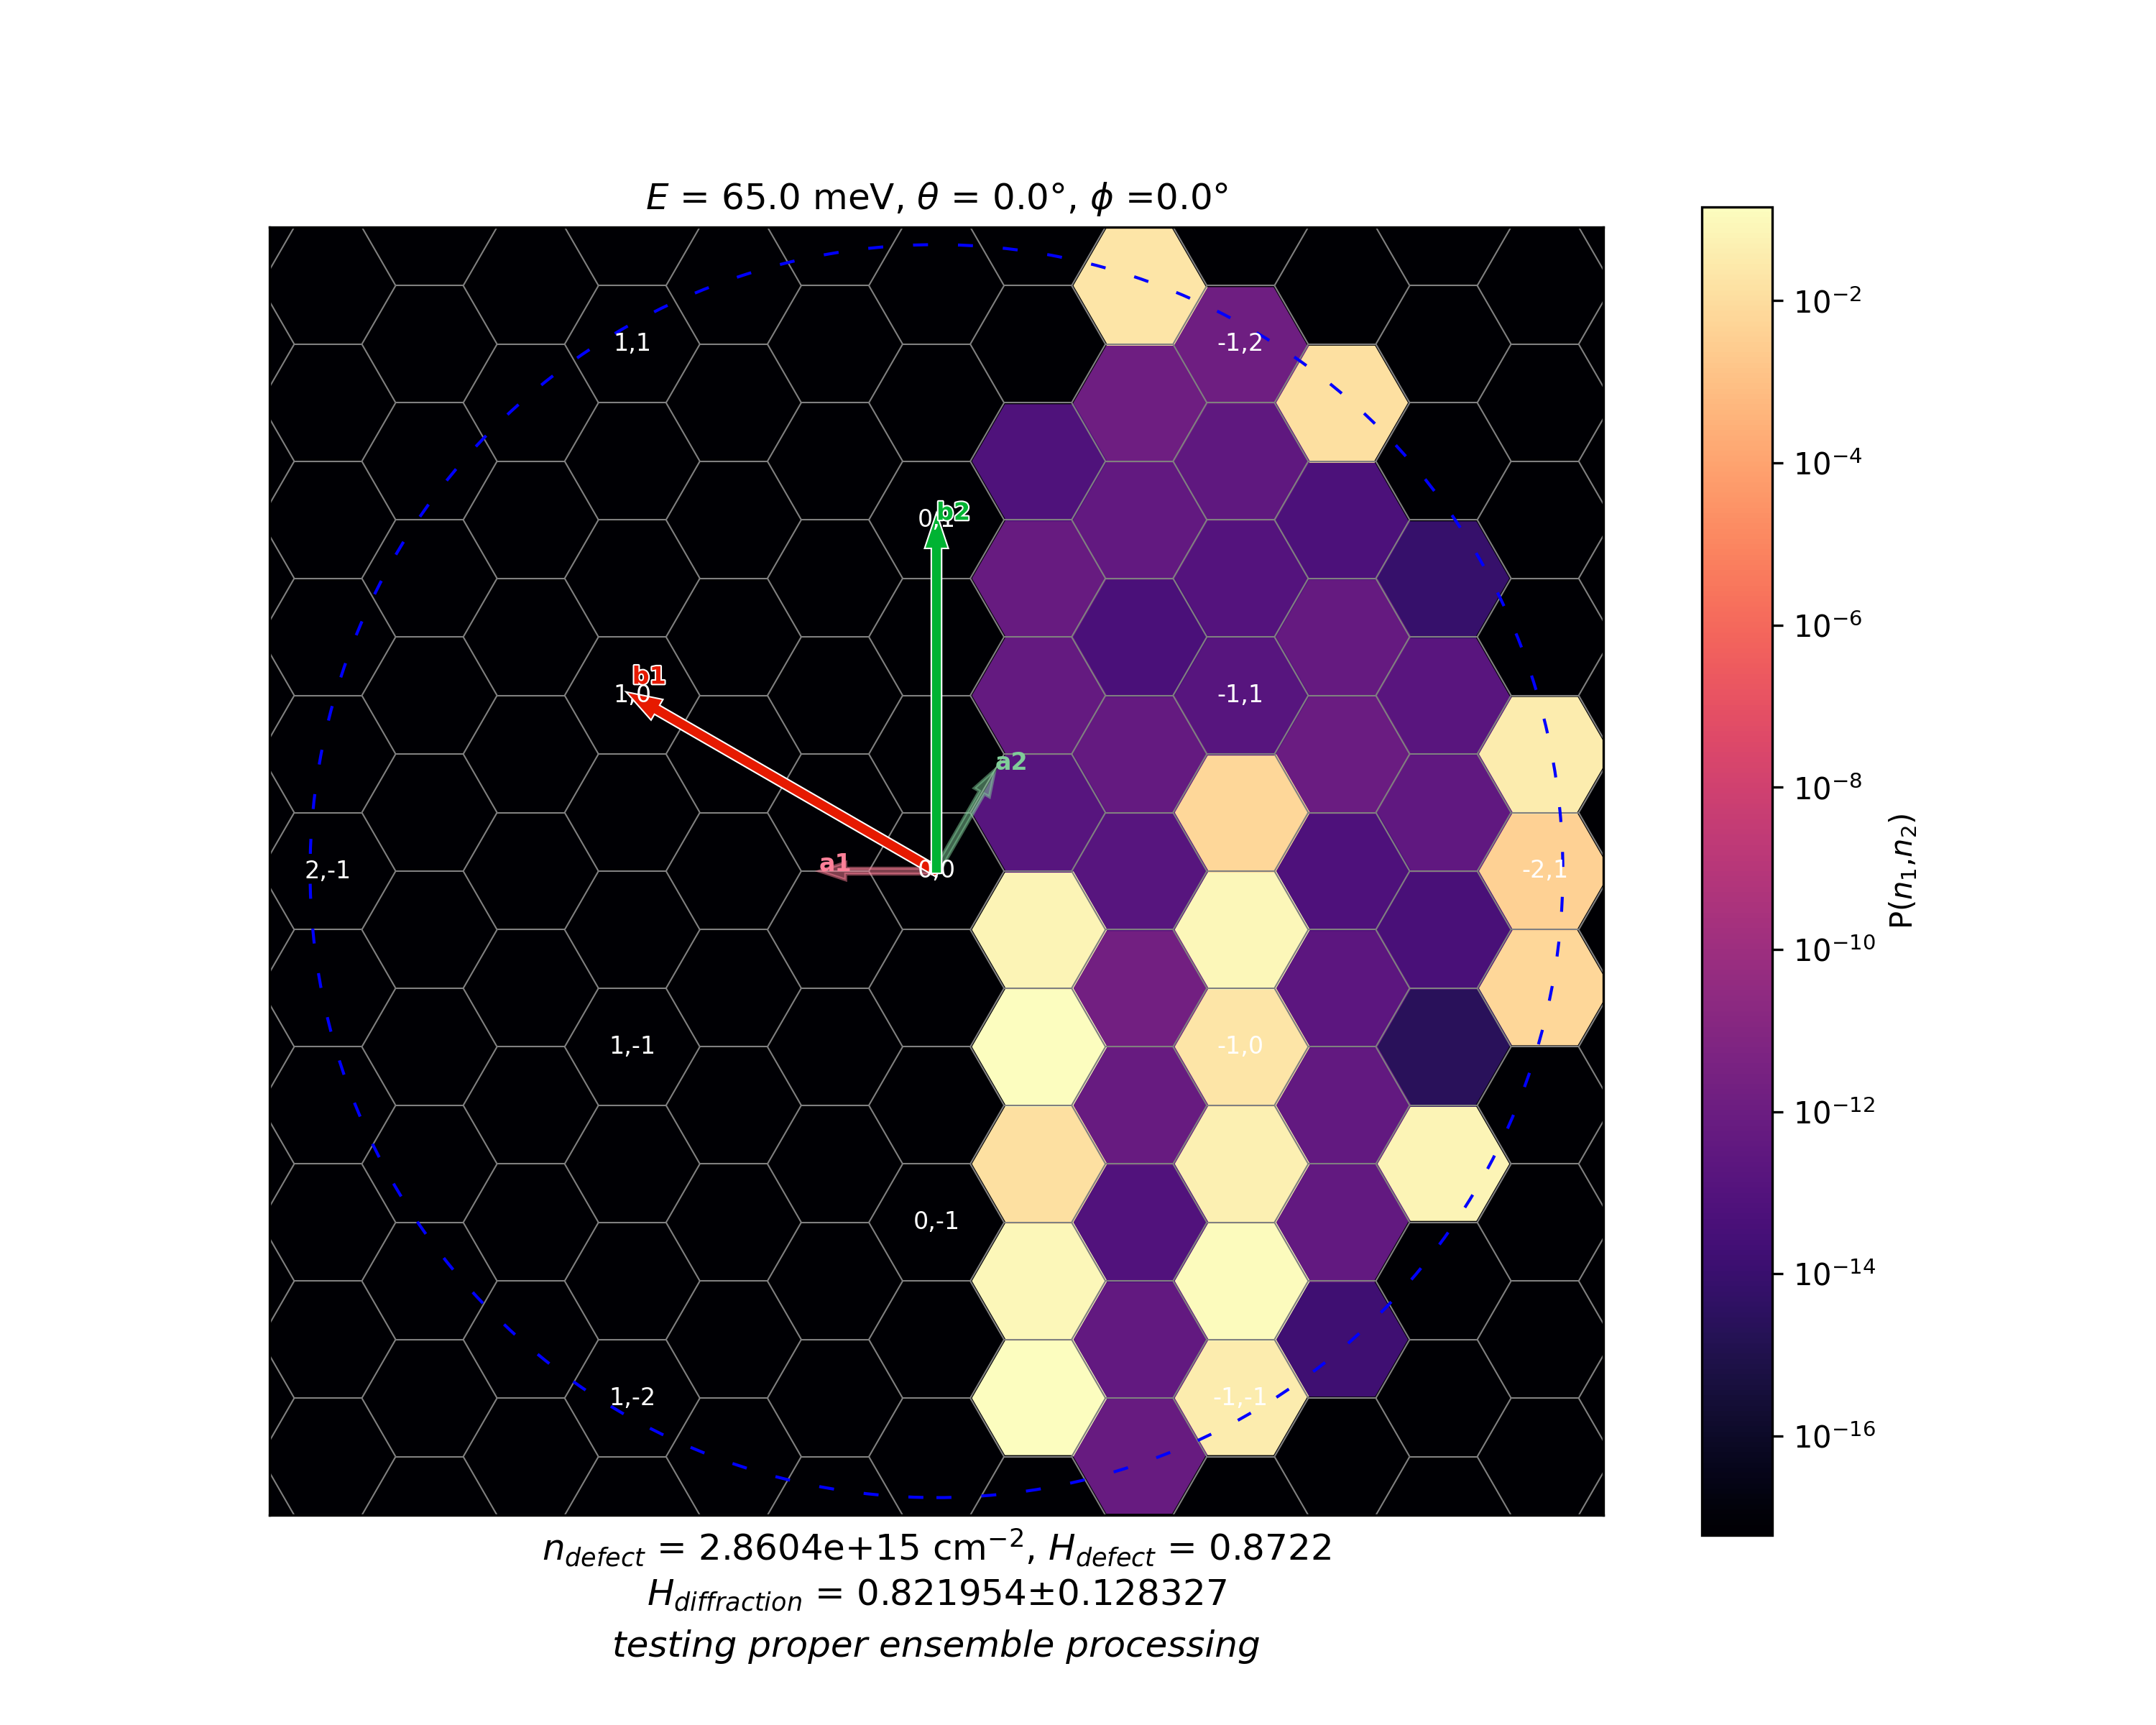 E = 65.0 meV, θ = 0.0°, ϕ =0.0°
1,1
-1,2
0,1
b2
b1
1,0
-1,1
a2
a1
0,0
2,-1
-2,1
1,-1
-1,0
0,-1
1,-2
-1,-1
10⁻²
10⁻⁴
10⁻⁶
10⁻⁸
10⁻¹⁰
10⁻¹²
10⁻¹⁴
10⁻¹⁶
P(n₁,n₂)
n_defect = 2.8604e+15 cm⁻², H_defect = 0.8722
H_diffraction = 0.821954±0.128327
testing proper ensemble processing